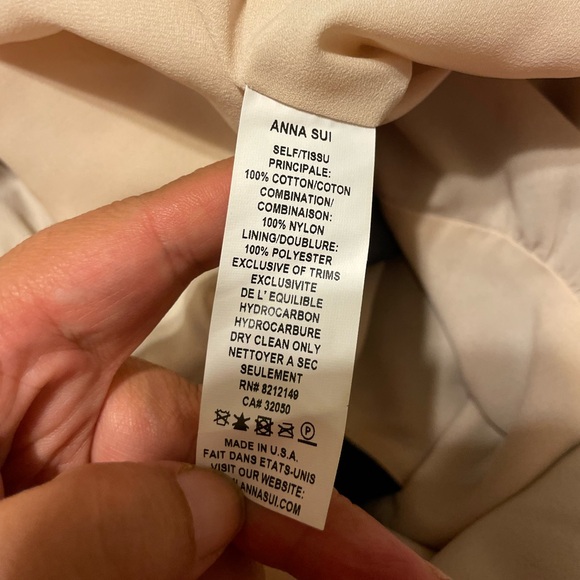 ANNA SUI
SELF/TISSU
PRINCIPALE:
100% COTTON/COTON
COMBINATION/
COMBINAISON:
100% NYLON
LINING/DOUBLURE:
100% POLYESTER
EXCLUSIVE OF TRIMS
EXCLUSIVITE
DE L' EQUILIBLE
HYDROCARBON
HYDROCARBURE
DRY CLEAN ONLY
NETTOYER A SEC
SEULEMENT
RN# 8212149
CA# 32050
P
MADE IN U.S.A.
FAIT DANS ETATS-UNIS
VISIT OUR WEBSITE:
ANNASUI.COM